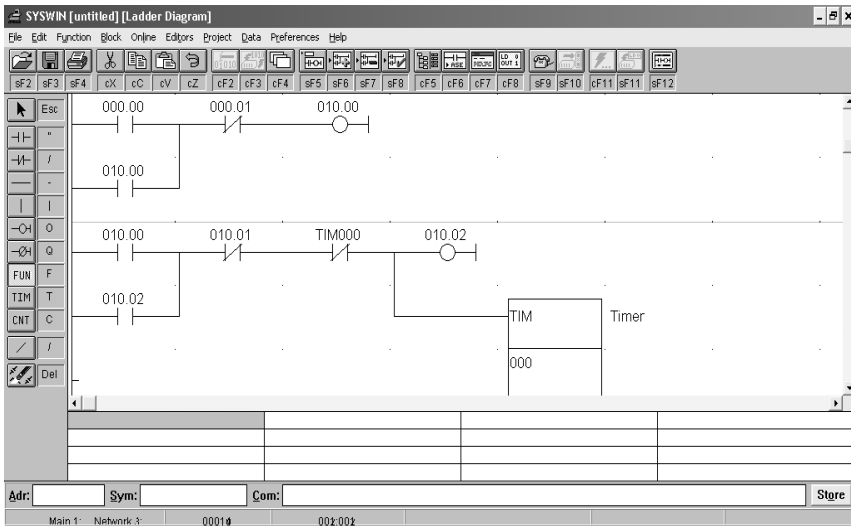 SYSWIN [untitled] [Ladder Diagram]
File Edit Function Block Online Editors Project Data Preferences Help
sF2 sF3 sF4 cX cC cV cZ cF2 cF3 cF4 sF5 sF6 sF7 sF8 cF5 cF6 cF7 cF8 sF9 sF10 cF11 sF11 sF12
Esc
"
/
-
|
O
Q
FUN F
TIM T
CNT C
/
Del
000.00 000.01 010.00
010.00
010.00 010.01 TIM000 010.02
010.02
TIM Timer
000
Adr: Sym: Com: Store
Main 1: Network 3: